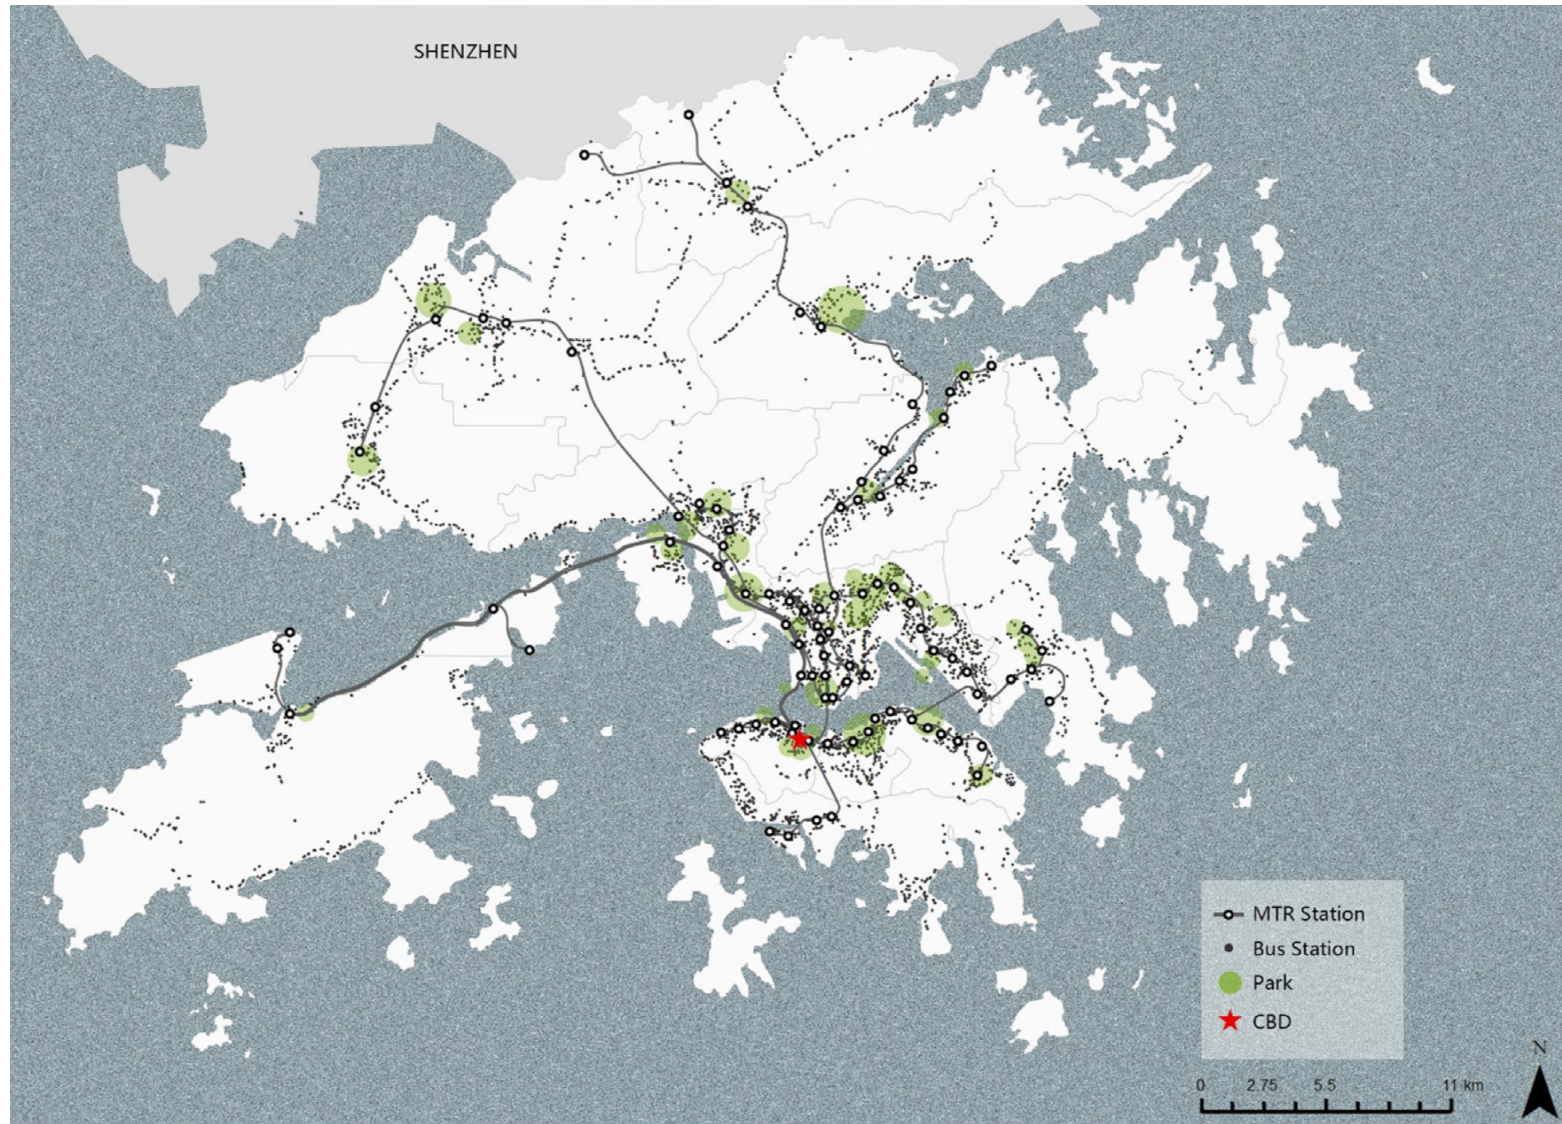 SHENZHEN
MTR Station
Bus Station
Park
CBD
N
0 2.75 5.5 11 km